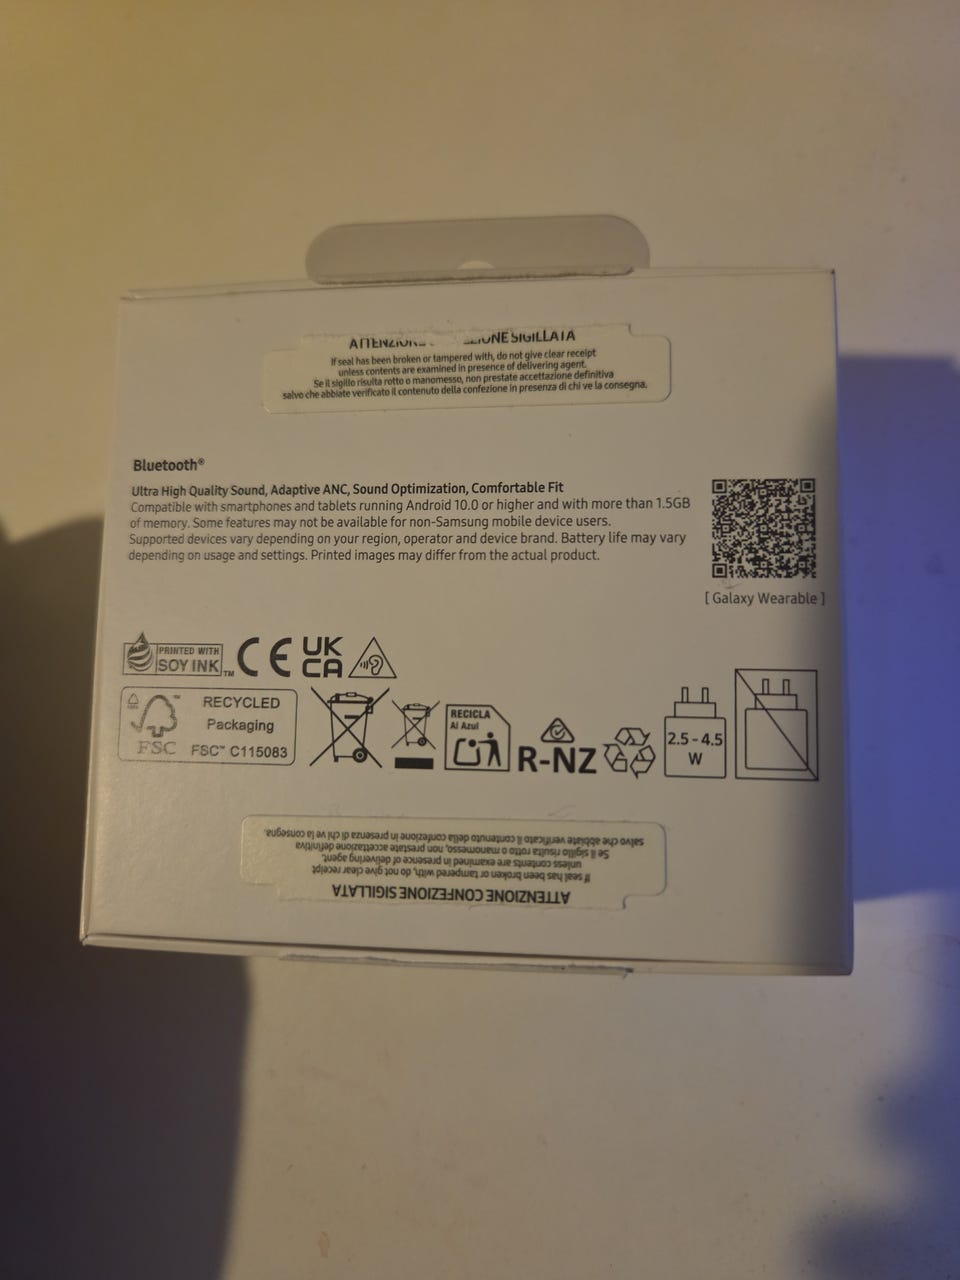 ATTENZIONE ZIONE SIGILLATA
If seal has been broken or tampered with, do not give clear receipt
unless contents are examined in presence of delivering agent.
Se il sigillo risulta rotto o manomesso, non prestate accettazione definitiva
salvo che abbiate verificato il contenuto della confezione in presenza di chi ve la consegna.
Bluetooth®
Ultra High Quality Sound, Adaptive ANC, Sound Optimization, Comfortable Fit
Compatible with smartphones and tablets running Android 10.0 or higher and with more than 1.5GB
of memory. Some features may not be available for non-Samsung mobile device users.
Supported devices vary depending on your region, operator and device brand. Battery life may vary
depending on usage and settings. Printed images may differ from the actual product.
[ Galaxy Wearable ]
PRINTED WITH
SOY INK™
CE
UK
CA
FSC™
RECYCLED
Packaging
FSC™ C115083
RECICLA
Al Azul
R-NZ
2.5 - 4.5
W
ATTENZIONE CONFEZIONE SIGILLATA
If seal has been broken or tampered with, do not give clear receipt
unless contents are examined in presence of delivering agent.
Se il sigillo risulta rotto o manomesso, non prestate accettazione definitiva
salvo che abbiate verificato il contenuto della confezione in presenza di chi ve la consegna.